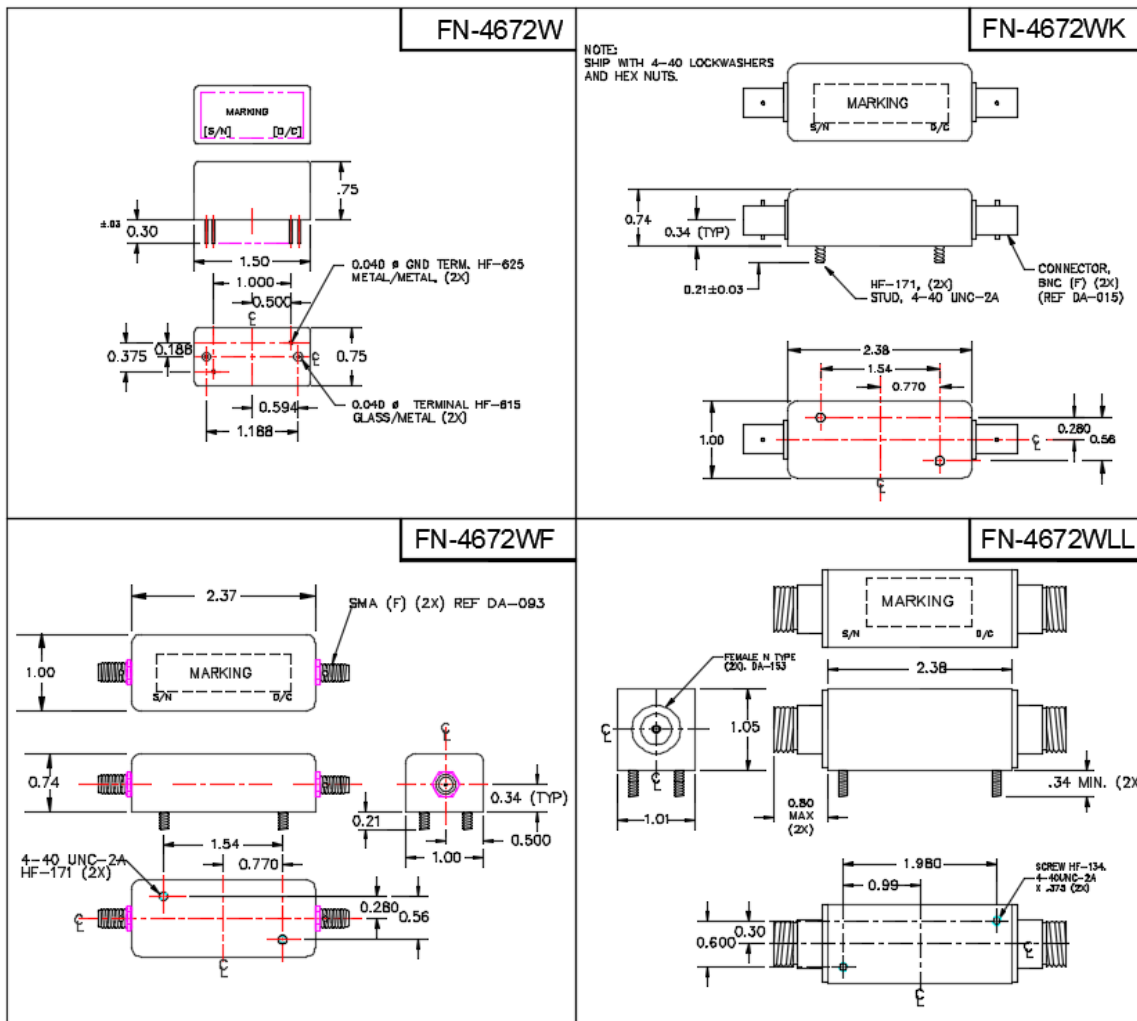 FN-4672W
MARKING
[S/N] [D/C]
.75
±.03
0.30
1.50
1.000
0.500
0.040 ø GND TERM. HF-625
METAL/METAL, (2X)
℄
0.188
0.375
℄
0.75
0.594
1.188
0.040 ø TERMINAL HF-615
GLASS/METAL (2X)
FN-4672WK
NOTE:
SHIP WITH 4-40 LOCKWASHERS
AND HEX NUTS.
MARKING
S/N D/C
0.74
0.34 (TYP)
0.21±0.03
HF-171, (2X)
STUD, 4-40 UNC-2A
CONNECTOR,
BNC (F) (2X)
(REF DA-015)
2.38
1.54
0.770
1.00
0.280
0.56
℄
℄
FN-4672WF
2.37
SMA (F) (2X) REF DA-093
1.00
MARKING
S/N D/C
℄
0.74
0.34 (TYP)
0.21
0.500
1.00
1.54
0.770
4-40 UNC-2A
HF-171 (2X)
0.280
0.56
℄
℄
FN-4672WLL
MARKING
S/N D/C
FEMALE N TYPE
(2X). DA-153
2.38
℄
1.05
℄
.34 MIN. (2X
0.80
MAX
(2X)
1.01
1.980
0.99
SCREW HF-134,
4-40UNC-2A
X .373 (2X)
0.30
0.600
℄
℄